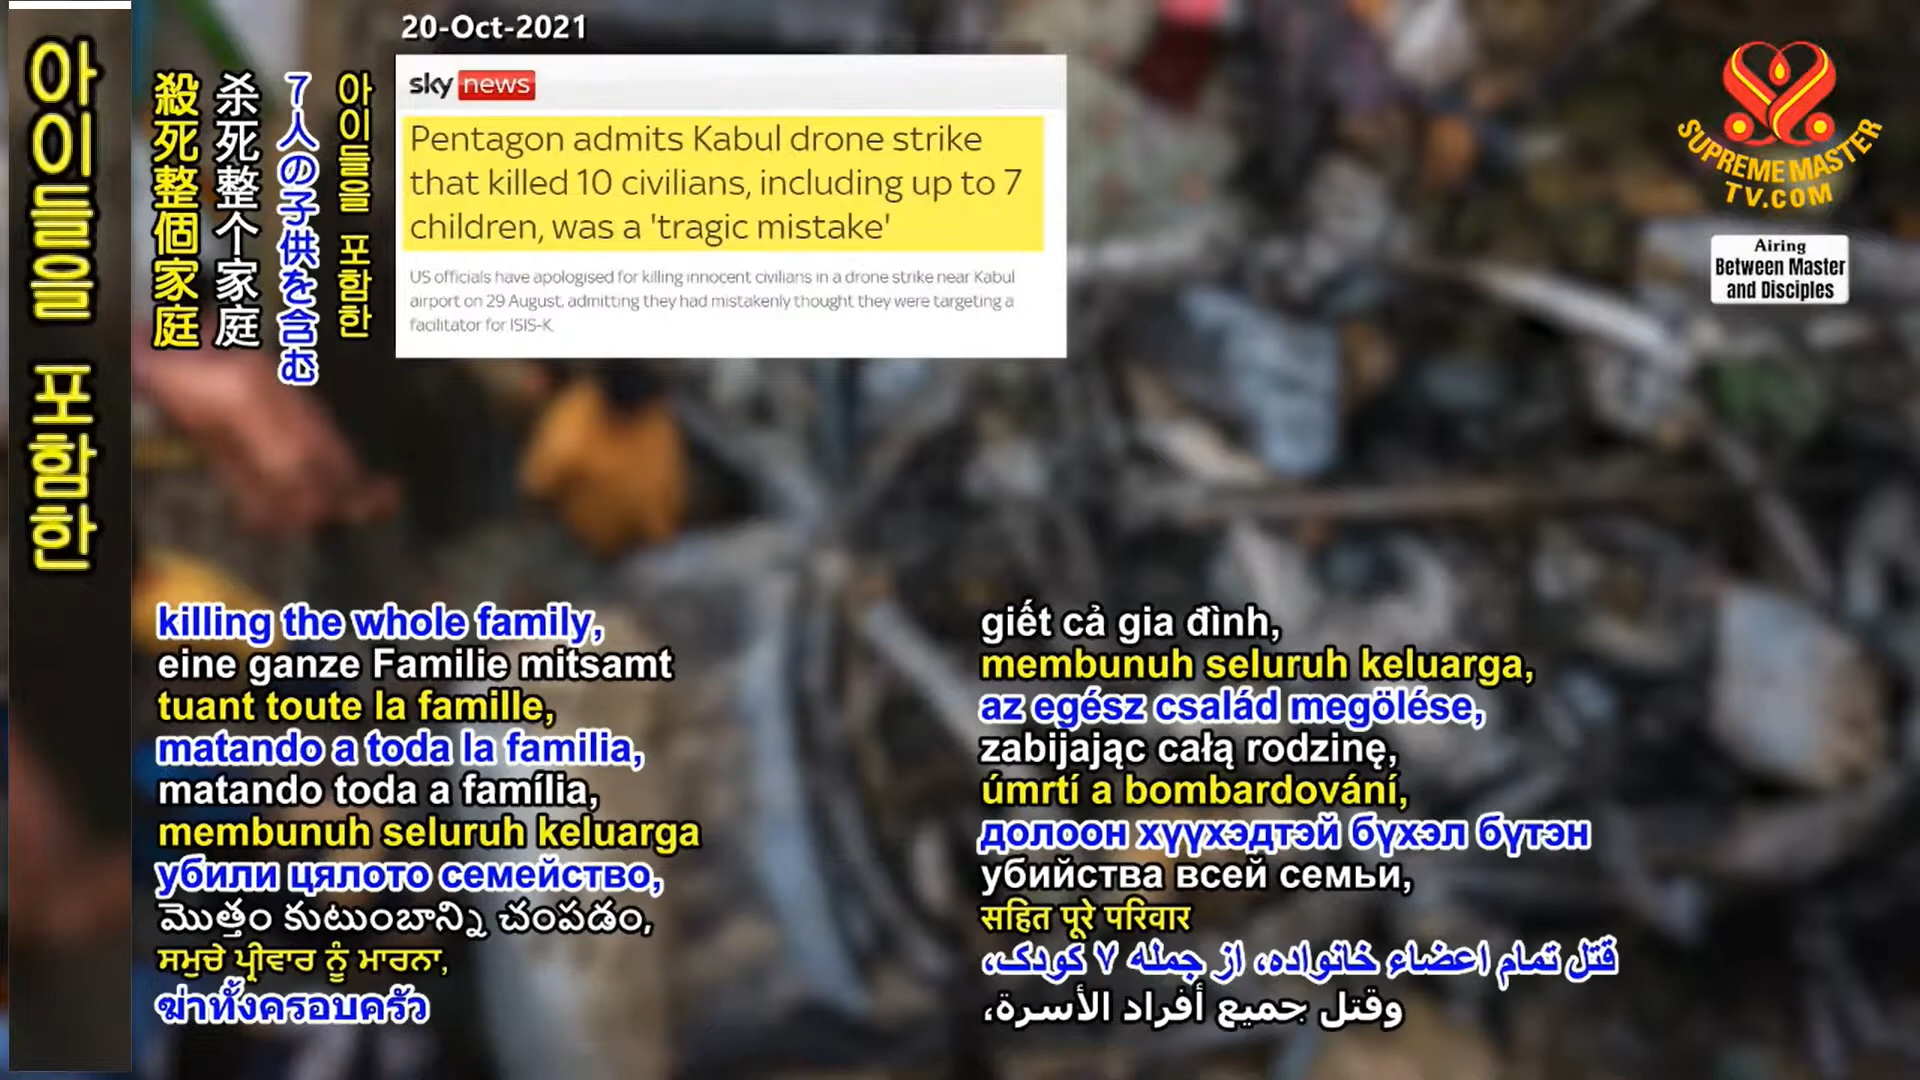 아이들을 포함한
殺死整個家庭
杀死整个家庭
7人の子供を含む
아이들을 포함한
20-Oct-2021
sky news
Pentagon admits Kabul drone strike
that killed 10 civilians, including up to 7
children, was a 'tragic mistake'
US officials have apologised for killing innocent civilians in a drone strike near Kabul
airport on 29 August, admitting they had mistakenly thought they were targeting a
facilitator for ISIS-K.
SUPREME MASTER
TV.COM
Airing
Between Master
and Disciples
killing the whole family,
eine ganze Familie mitsamt
tuant toute la famille,
matando a toda la familia,
matando toda a família,
membunuh seluruh keluarga
убили цялото семейство,
మొత్తం కుటుంబాన్ని చంపడం,
ਸਮੁਚੇ ਪ੍ਰੀਵਾਰ ਨੂੰ ਮਾਰਨਾ,
ฆ่าทั้งครอบครัว
giết cả gia đình,
membunuh seluruh keluarga,
az egész család megölése,
zabijając całą rodzinę,
úmrtí a bombardování,
долоон хүүхэдтэй бүхэл бүтэн
убийства всей семьи,
सहित पूरे परिवार
قتل تمام اعضاء خانواده، از جمله ۷ کودک،
وقتل جميع أفراد الأسرة،